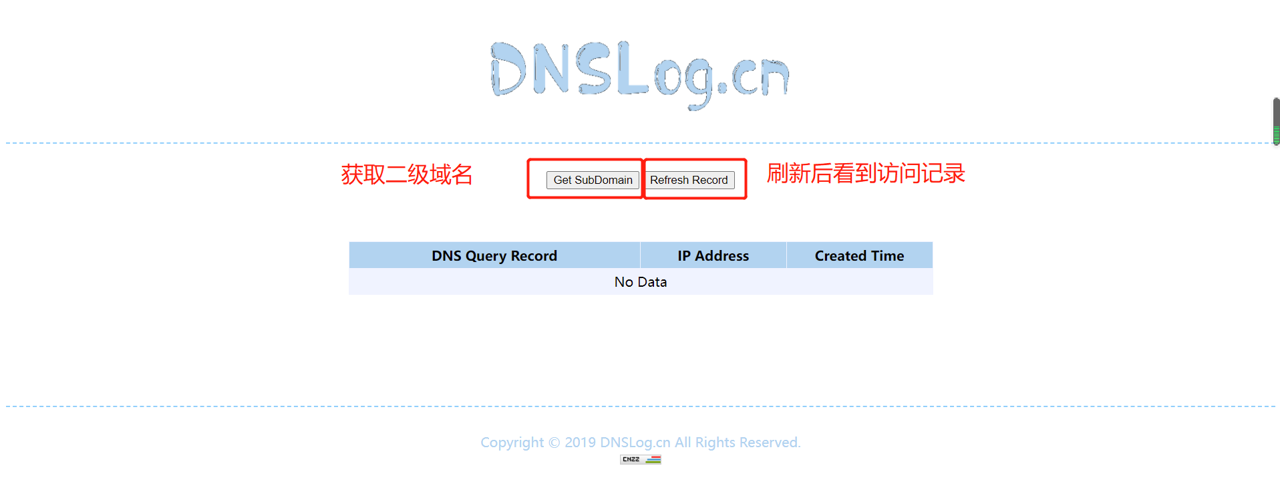 DNSLog.cn
获取二级域名
Get SubDomain
Refresh Record
刷新后看到访问记录
DNS Query Record
IP Address
Created Time
No Data
Copyright © 2019 DNSLog.cn All Rights Reserved.
CNZZ